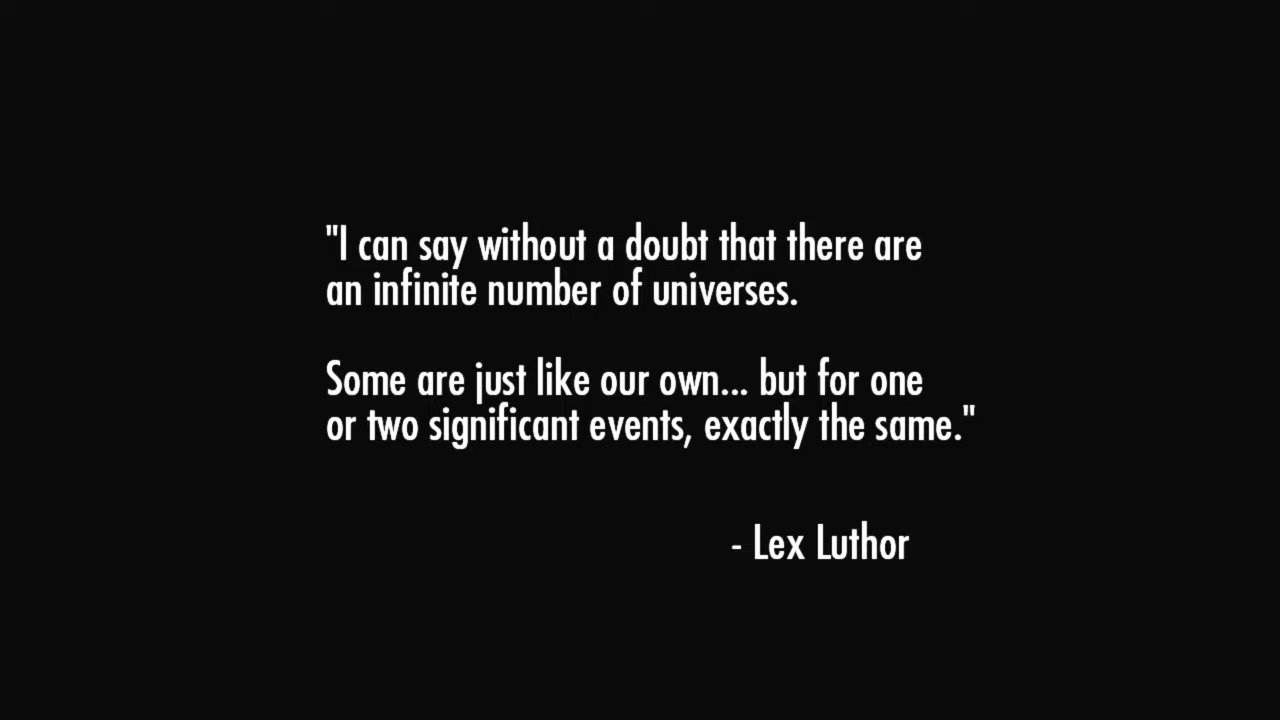 "I can say without a doubt that there are
an infinite number of universes.
Some are just like our own... but for one
or two significant events, exactly the same."
- Lex Luthor